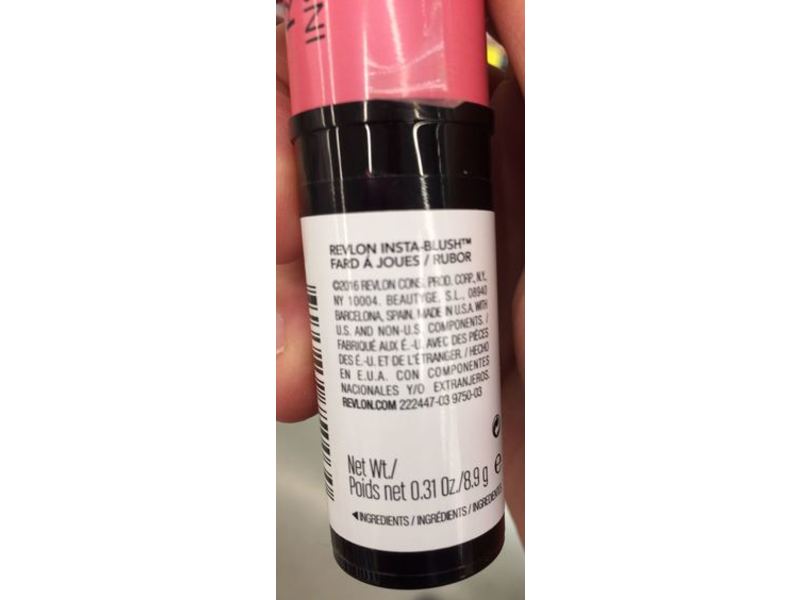 IN
REVLON INSTA-BLUSH™
FARD À JOUES / RUBOR
©2016 REVLON CONS. PROD. CORP., N.Y.,
NY 10004. BEAUTYGE, S.L., 08940
BARCELONA, SPAIN. MADE IN U.S.A. WITH
U.S. AND NON-U.S. COMPONENTS. /
FABRIQUÉ AUX É.-U. AVEC DES PIÈCES
DES É.-U. ET DE L'ÉTRANGER. / HECHO
EN E.U.A. CON COMPONENTES
NACIONALES Y/O EXTRANJEROS.
REVLON.COM 222447-03 9750-03
Net Wt./
Poids net 0.31 Oz./8.9 g e
◀INGREDIENTS / INGRÉDIENTS / INGREDIENTES